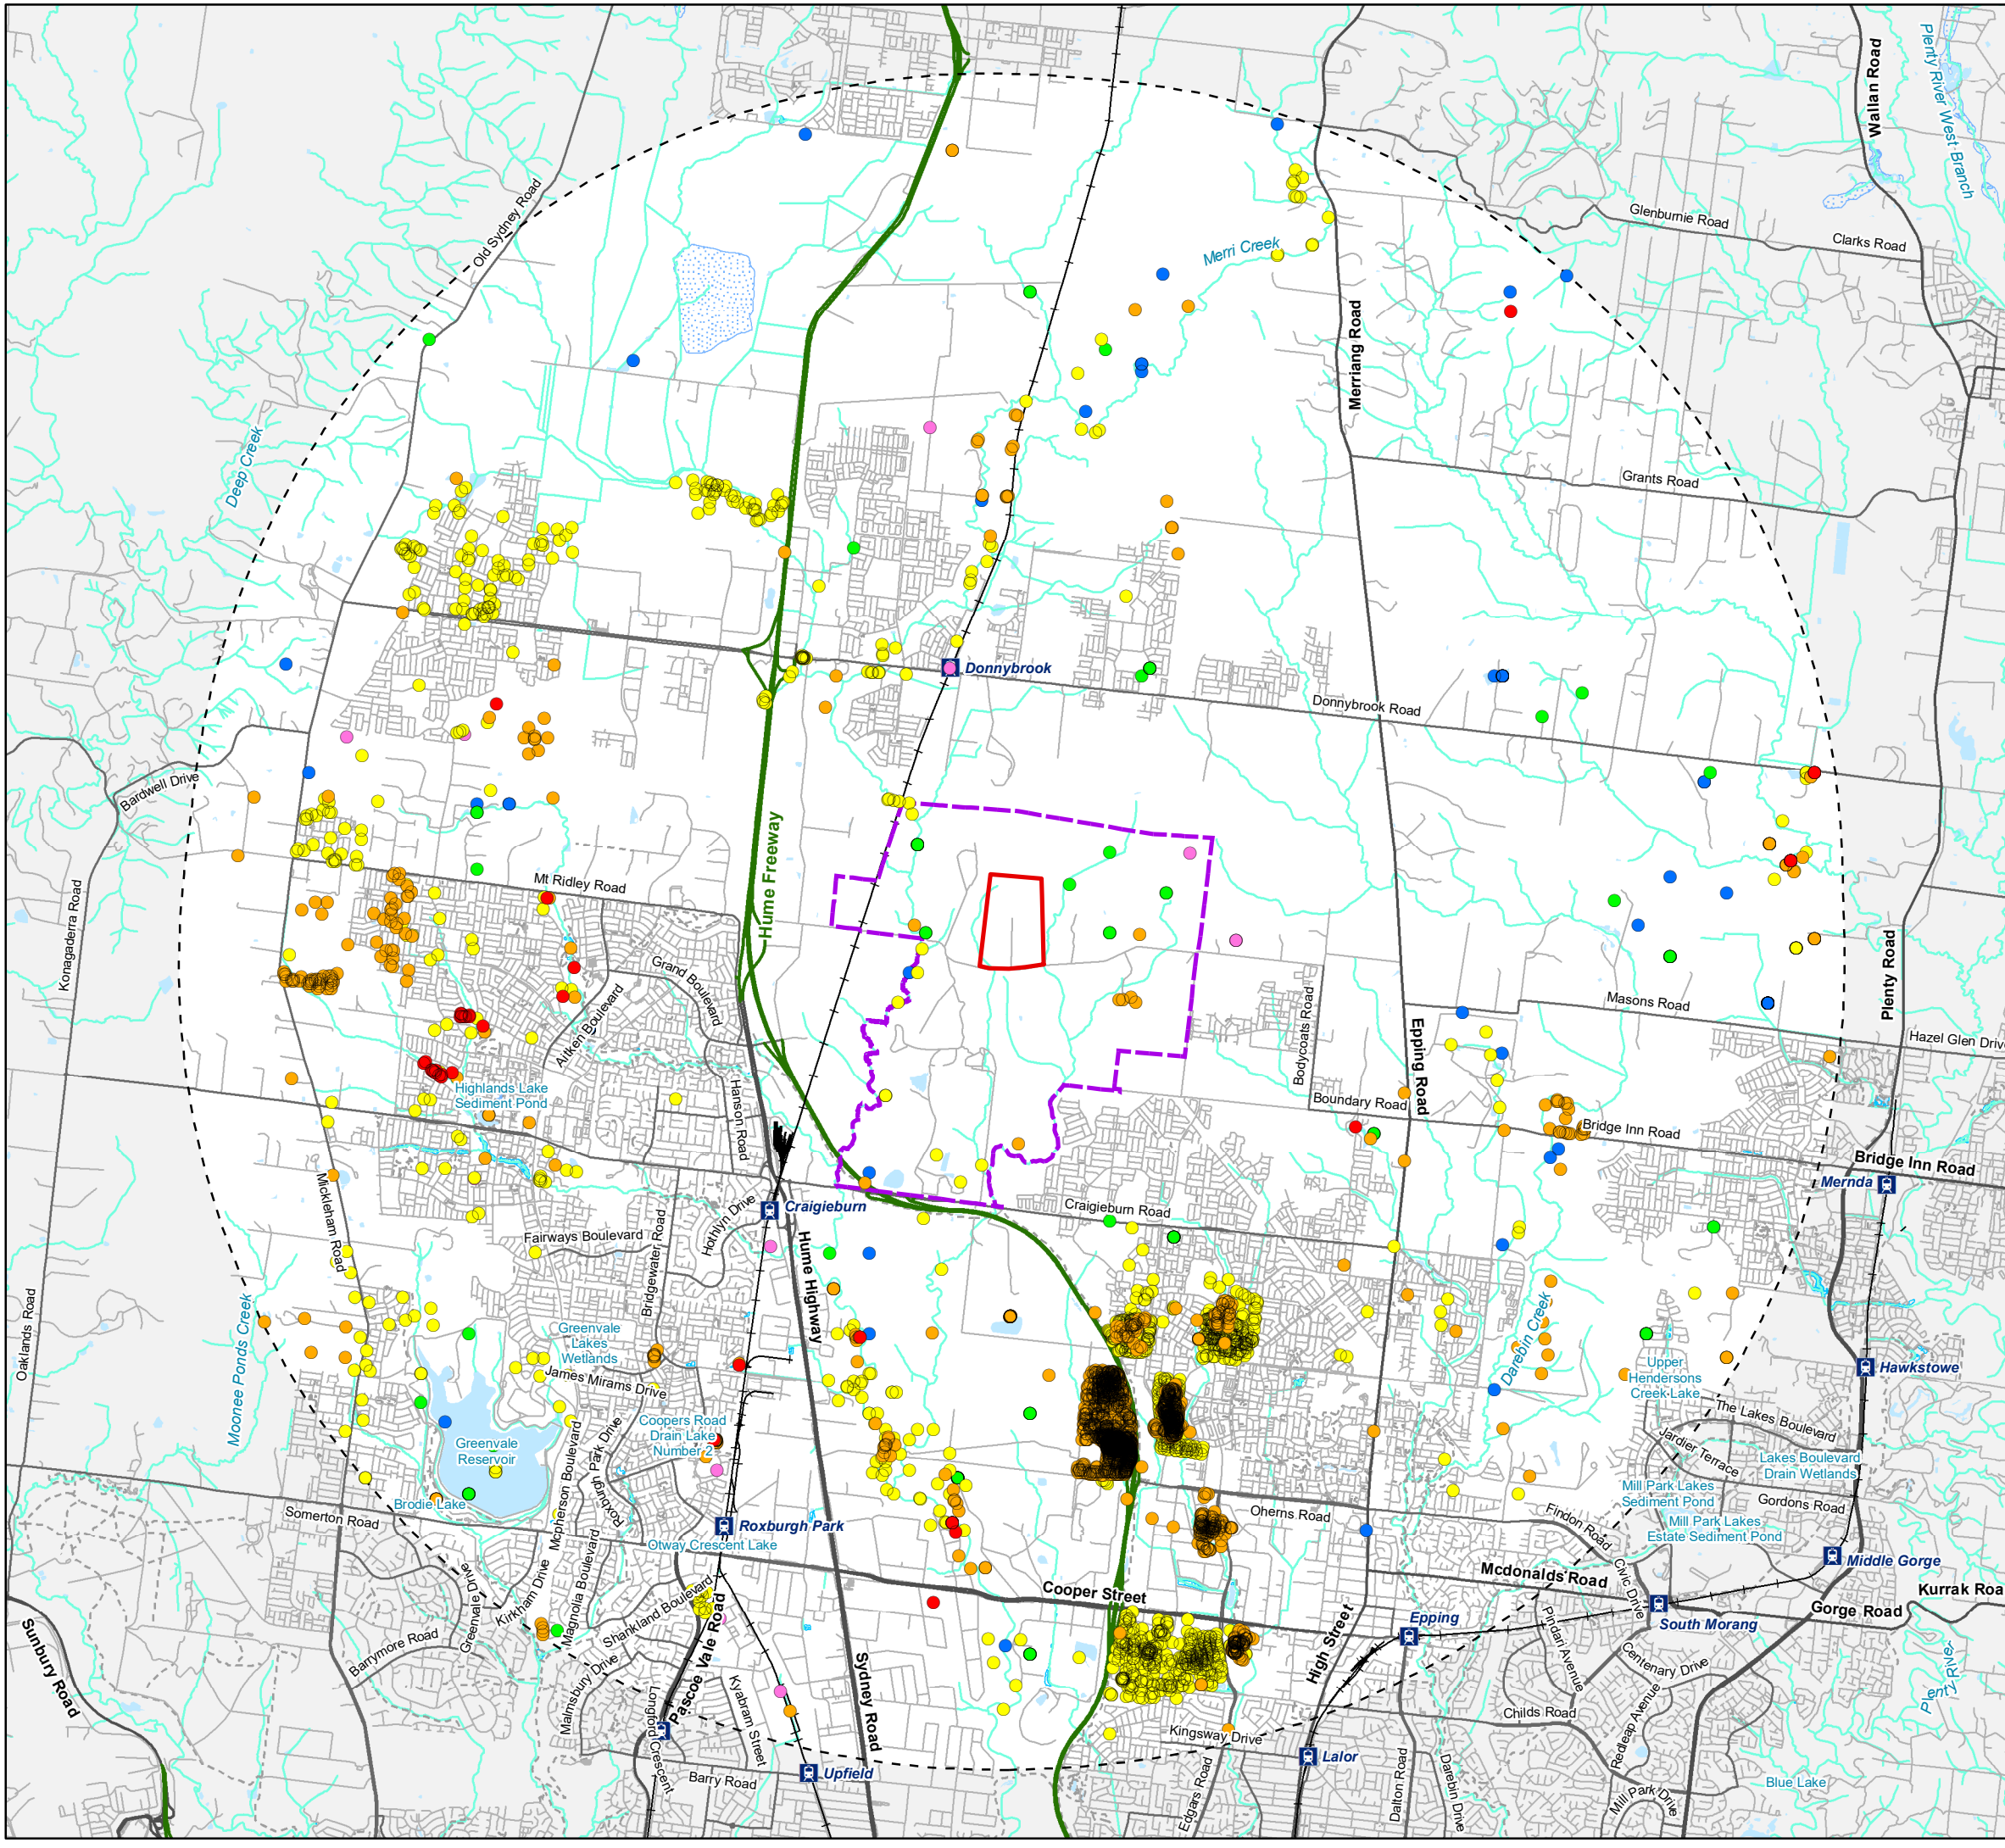 Wallan Road
Plenty River West Branch
Old Sydney Road
Glenburnie Road
Clarks Road
Merri Creek
Merriang Road
Deep Creek
Grants Road
Donnybrook
Donnybrook Road
Bardwell Drive
Hume Freeway
Mt Ridley Road
Konagaderra Road
Grand Boulevard
Aitken Boulevard
Plenty Road
Masons Road
Hazel Glen Drive
Bodycoats Road
Epping Road
Highlands Lake
Sediment Pond
Hanson Road
Boundary Road
Bridge Inn Road
Bridge Inn Road
Mernda
Mickleham Road
Craigieburn
Craigieburn Road
Hothlyn Drive
Fairways Boulevard
Bridgewater Road
Hume Highway
Oaklands Road
Moonee Ponds Creek
Greenvale
Lakes
Wetlands
James Mirams Drive
Darebin Creek
Hawkstowe
Upper
Hendersons
Creek Lake
The Lakes Boulevard
Jardier Terrace
Coopers Road
Drain Lake
Number 2
Greenvale
Reservoir
Mcpherson Boulevard
Roxburgh Park Drive
Lakes Boulevard
Drain Wetlands
Mill Park Lakes
Sediment Pond
Gordons Road
Brodie Lake
Somerton Road
Oherns Road
Findon Road
Mill Park Lakes
Estate Sediment Pond
Roxburgh Park
Otway Crescent Lake
Middle Gorge
Mcdonalds Road
Civic Drive
Kurrak Roa
Gorge Road
Cooper Street
Greenvale Drive
Kirkham Drive
Magnolia Boulevard
Shankland Boulevard
Epping
South Morang
High Street
Pindari Avenue
Centenary Drive
Sunbury Road
Barrymore Road
Malmsbury Drive
Pascoe Vale Road
Kyabram Street
Sydney Road
Longford Crescent
Redleap Avenue
Plenty River
Childs Road
Kingsway Drive
Lalor
Upfield
Barry Road
Edgars Road
Dalton Road
Darebin Drive
Mill Park Drive
Blue Lake